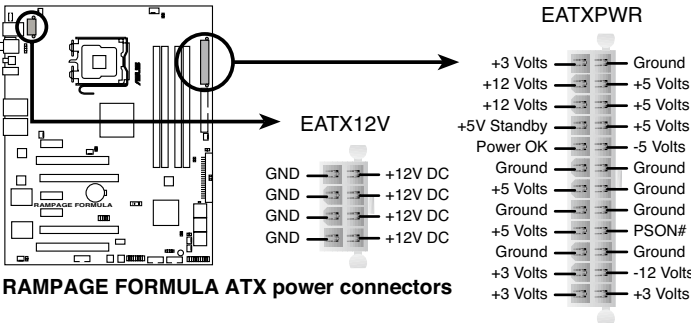 EATXPWR
+3 Volts Ground
+12 Volts +5 Volts
+12 Volts +5 Volts
+5V Standby +5 Volts
Power OK -5 Volts
Ground Ground
+5 Volts Ground
Ground Ground
+5 Volts PSON#
Ground Ground
+3 Volts -12 Volts
+3 Volts +3 Volts
EATX12V
GND +12V DC
GND +12V DC
GND +12V DC
GND +12V DC
ASUS
RAMPAGE FORMULA
RAMPAGE FORMULA ATX power connectors